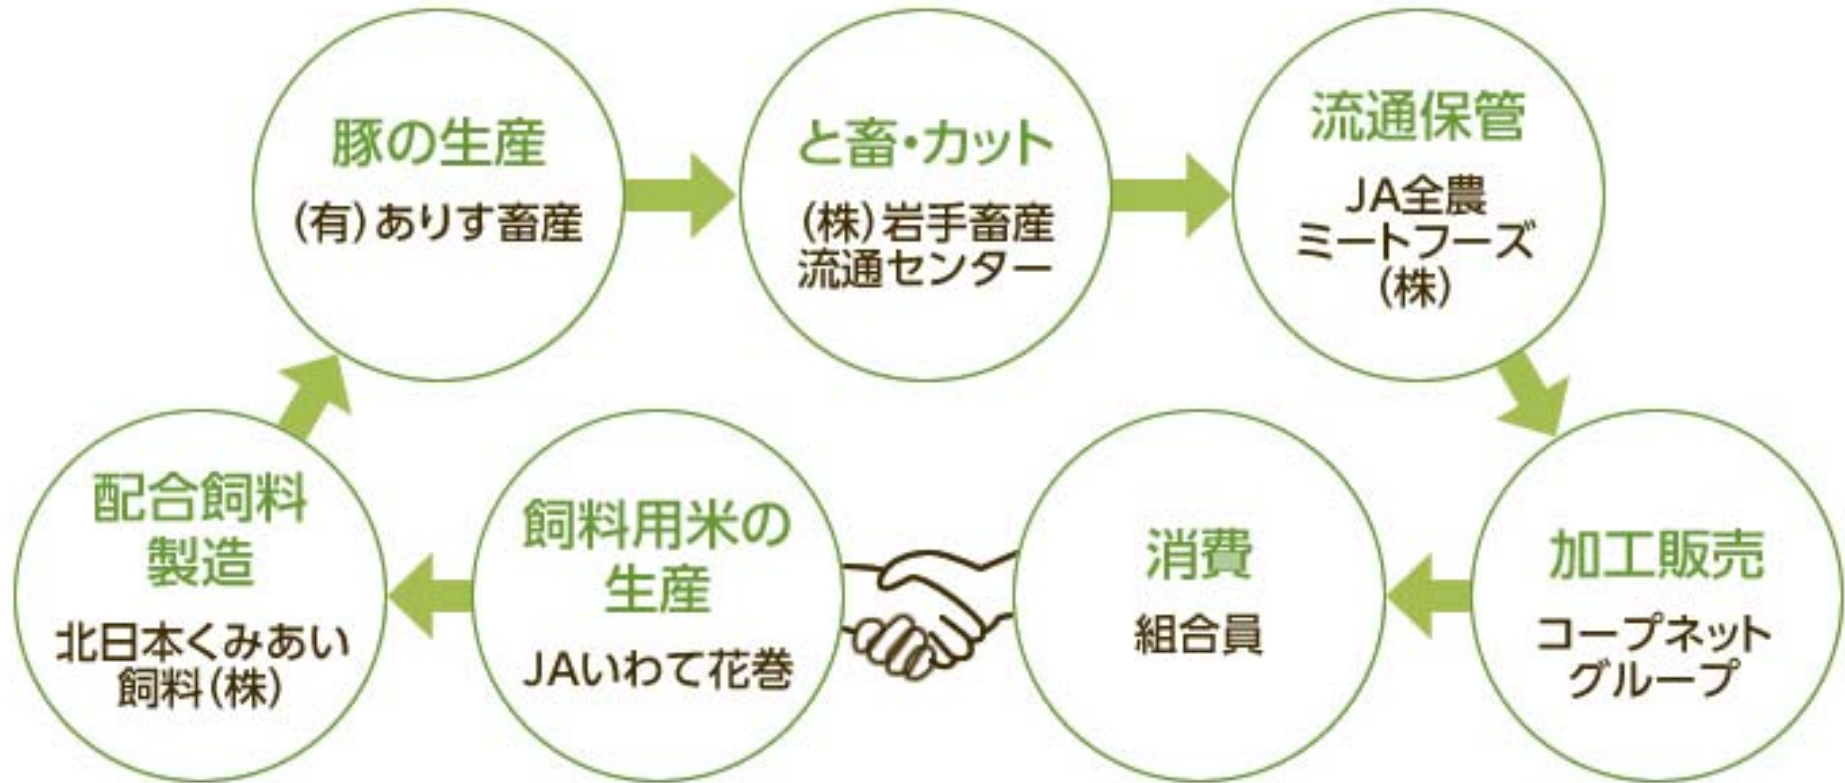 豚の生産
(有)ありす畜産
と畜・カット
(株)岩手畜産
流通センター
流通保管
JA全農
ミートフーズ
(株)
配合飼料
製造
北日本くみあい
飼料(株)
飼料用米の
生産
JAいわて花巻
消費
組合員
加工販売
コープネット
グループ